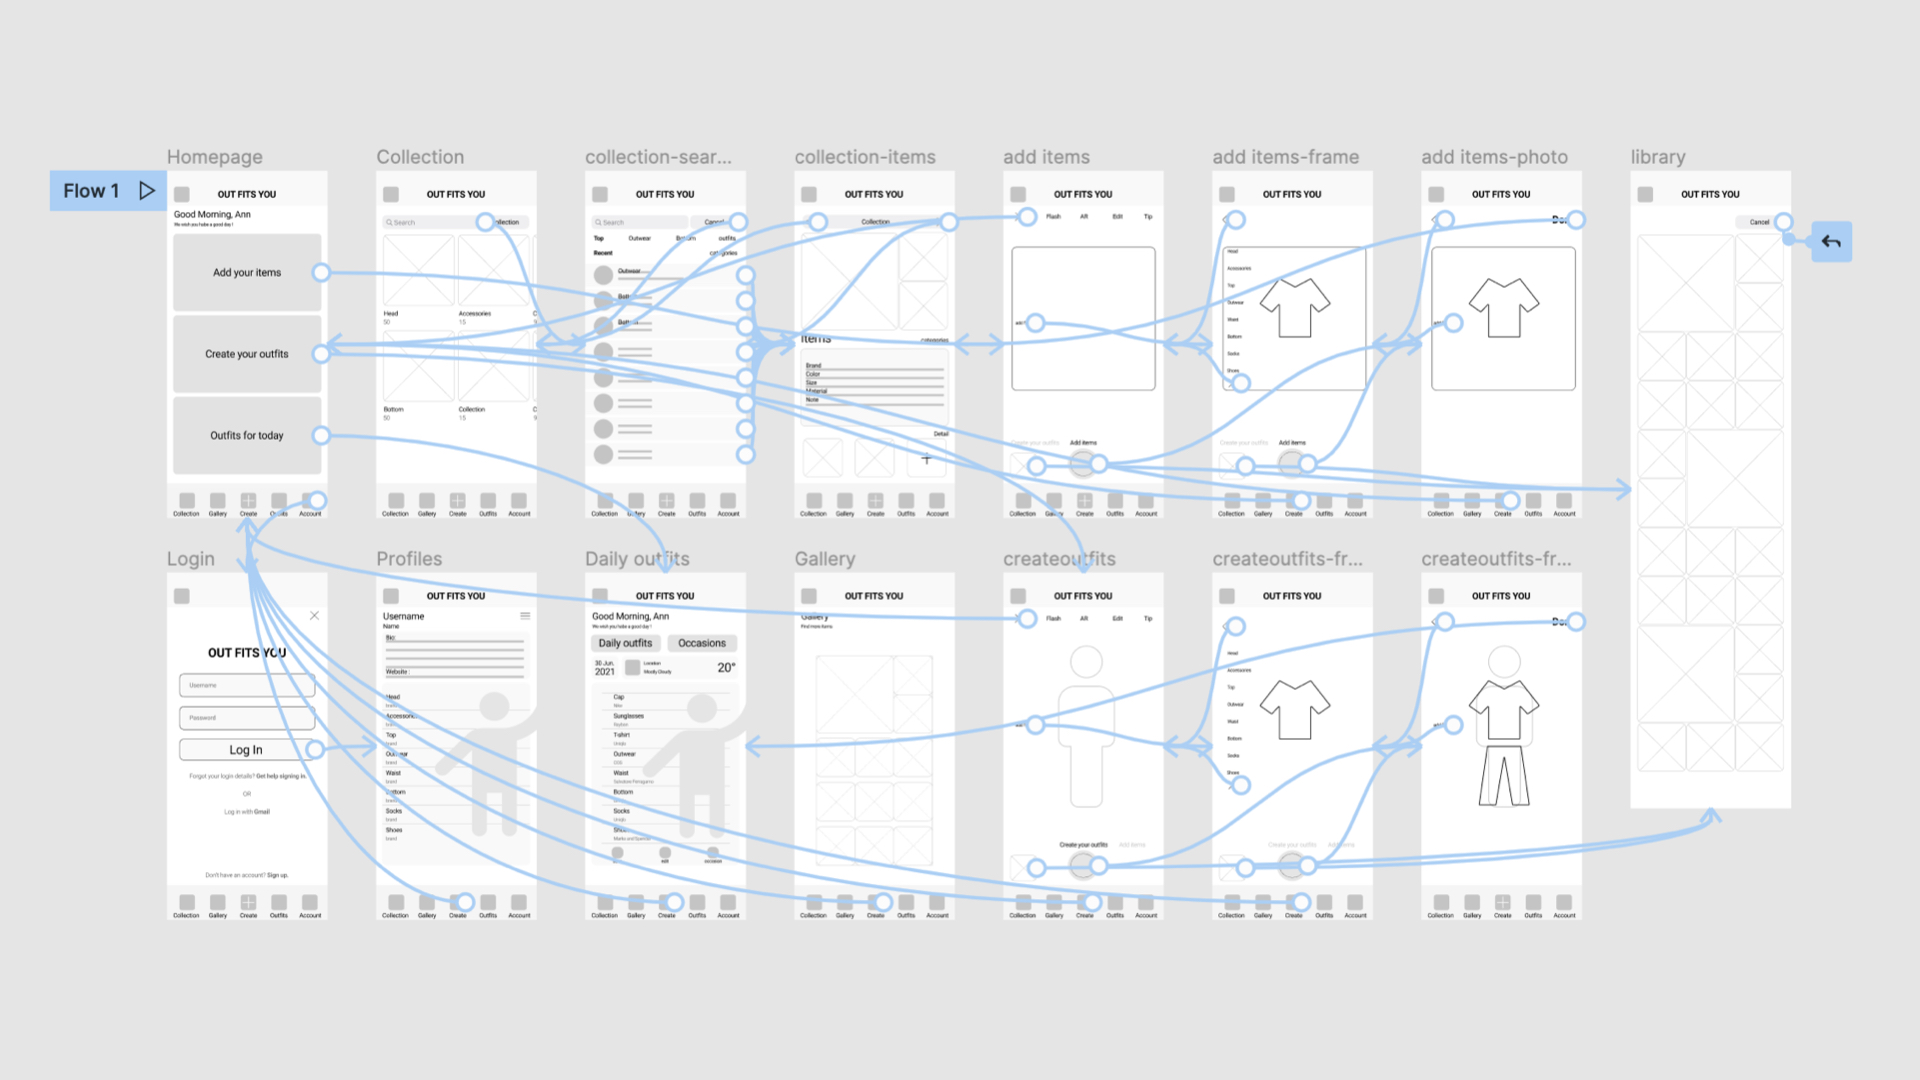 Flow 1
Homepage
OUT FITS YOU
Good Morning, Ann
We wish you habe a good day !
Add your items
Create your outfits
Outfits for today
Collection Gallery Create Outfits Account
Collection
OUT FITS YOU
Search
Head
50
Accessories
15
Bottom
50
Collection
15
Collection Gallery Create Outfits Account
collection-sear...
OUT FITS YOU
Search
Top Outwear Bottom outfits
Recent categories
Outwear
Bottom
Bottom
Collection Gallery Create Outfits Account
collection-items
OUT FITS YOU
Collection
Items
categories
Brand
Color
Size
Material
Note
Detail
Collection Gallery Create Outfits Account
add items
OUT FITS YOU
Flash AR Edit Tip
Create your outfits Add items
Collection Gallery Create Outfits Account
add items-frame
OUT FITS YOU
Head
Accessories
Top
Outwear
Waist
Bottom
Socks
Shoes
Create your outfits Add items
Collection Gallery Create Outfits Account
add items-photo
OUT FITS YOU
Collection Gallery Create Outfits Account
library
OUT FITS YOU
Cancel
Login
OUT FITS YOU
Username
Password
Log In
Forgot your login details? Get help signing in.
OR
Log in with Gmail
Don't have an account? Sign up.
Collection Gallery Create Outfits Account
Profiles
OUT FITS YOU
Username
Name
Bio:
Website :
Head
brand
Accessories
brand
Top
brand
Outwear
brand
Waist
brand
Bottom
brand
Socks
brand
Shoes
brand
Collection Gallery Create Outfits Account
Daily outfits
OUT FITS YOU
Good Morning, Ann
We wish you habe a good day !
Daily outfits Occasions
30 Jun.
2021
Location
Mostly Cloudy
20°
Cap
Sunglasses
T-shirt
Uniqlo
Outwear
Waist
Bottom
Socks
Shoes
edit occasion
Collection Gallery Create Outfits Account
Gallery
OUT FITS YOU
Gallery
Find more items
Collection Gallery Create Outfits Account
createoutfits
OUT FITS YOU
Flash AR Edit Tip
Create your outfits Add items
Collection Gallery Create Outfits Account
createoutfits-fr...
OUT FITS YOU
Head
Accessories
Top
Outwear
Waist
Bottom
Socks
Shoes
Create your outfits Add items
Collection Gallery Create Outfits Account
createoutfits-fr...
OUT FITS YOU
Collection Gallery Create Outfits Account